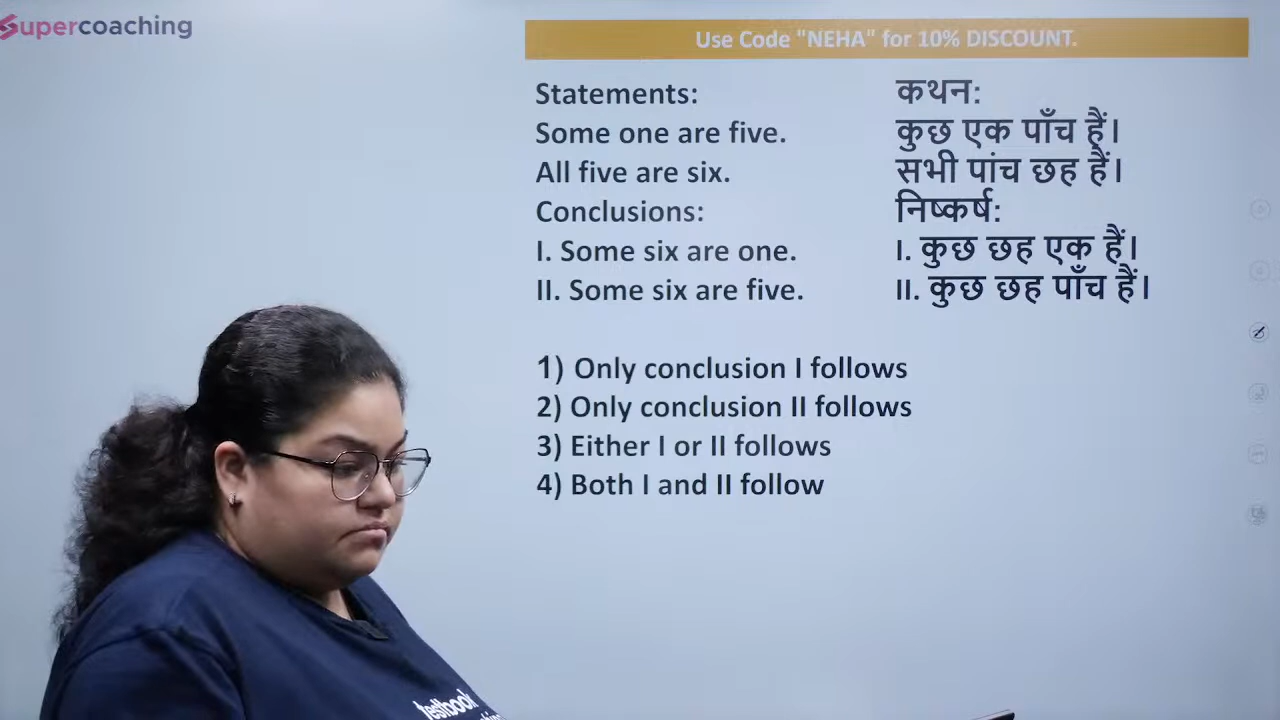 Supercoaching
Use Code "NEHA" for 10% DISCOUNT.
Statements:
Some one are five.
All five are six.
Conclusions:
I. Some six are one.
II. Some six are five.
कथन:
कुछ एक पाँच हैं।
सभी पांच छह हैं।
निष्कर्ष:
I. कुछ छह एक हैं।
II. कुछ छह पाँच हैं।
1) Only conclusion I follows
2) Only conclusion II follows
3) Either I or II follows
4) Both I and II follow
testbook